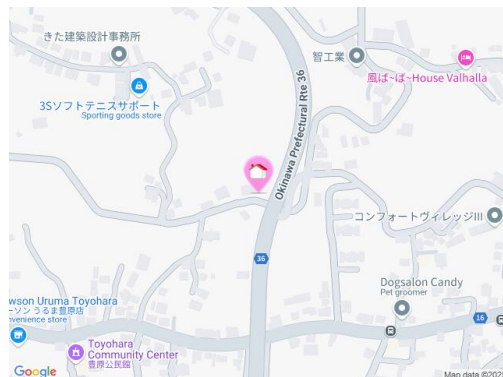 きた建築設計事務所
智工業
風ば~ば~House Valhalla
3Sソフトテニスサポート
Sporting goods store
Okinawa Prefectural Rte 36
コンフォートヴィレッジIII
36
Dogsalon Candy
Pet groomer
awson Uruma Toyohara
ーソン うるま豊原店
nvenience store
16
Toyohara
Community Center
豊原公民館
Google
Map data ©202